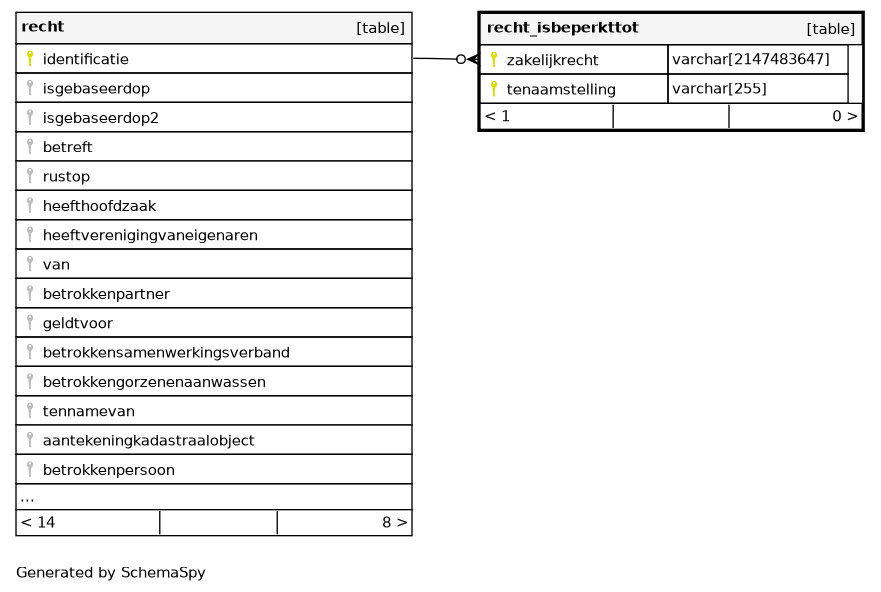 recht [table]
identificatie
isgebaseerdop
isgebaseerdop2
betreft
rustop
heefthoofdzaak
heeftverenigingvaneigenaren
van
betrokkenpartner
geldtvoor
betrokkensamenwerkingsverband
betrokkengorzenenaanwassen
tennamevan
aantekeningkadastraalobject
betrokkenpersoon
...
< 14 8 >
recht_isbeperkttot [table]
zakelijkrecht varchar[2147483647]
tenaamstelling varchar[255]
< 1 0 >
Generated by SchemaSpy